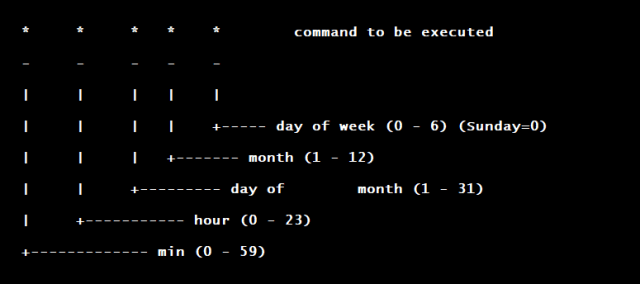 *     *     *   *    *        command to be executed
-     -     -   -    -
|     |     |   |    |
|     |     |   |    +----- day of week (0 - 6) (Sunday=0)
|     |     |   +------- month (1 - 12)
|     |     +--------- day of        month (1 - 31)
|     +----------- hour (0 - 23)
+------------- min (0 - 59)